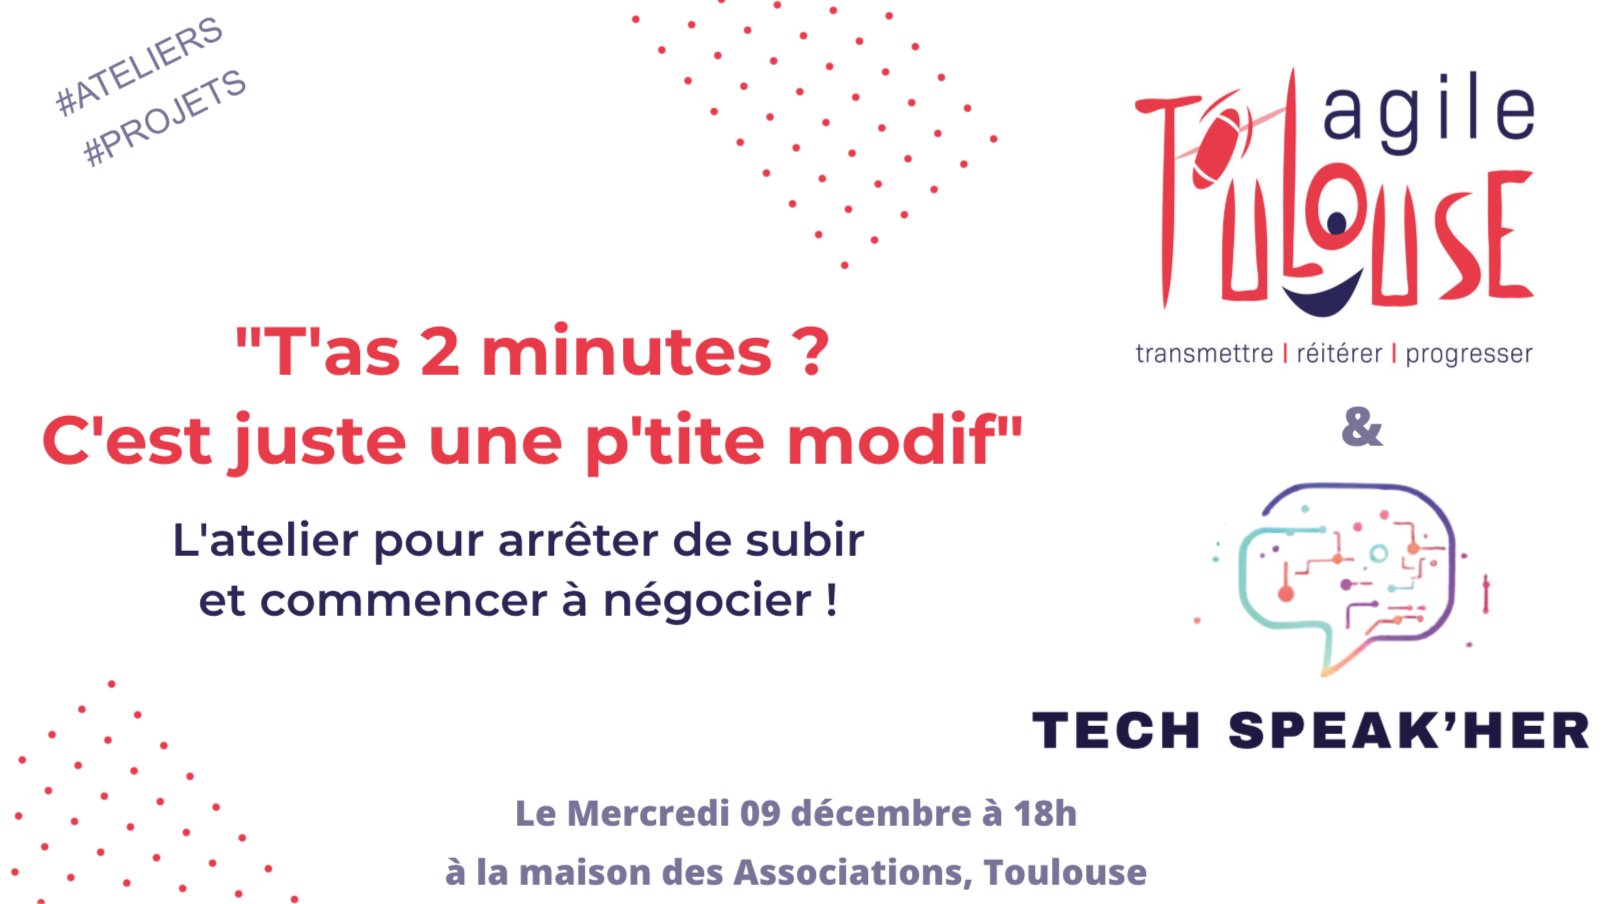 #ATELIERS
#PROJETS
agile
TOULOUSE
transmettre | réitérer | progresser
"T'as 2 minutes ?
C'est juste une p'tite modif"
&
L'atelier pour arrêter de subir
et commencer à négocier !
TECH SPEAK’HER
Le Mercredi 09 décembre à 18h
à la maison des Associations, Toulouse